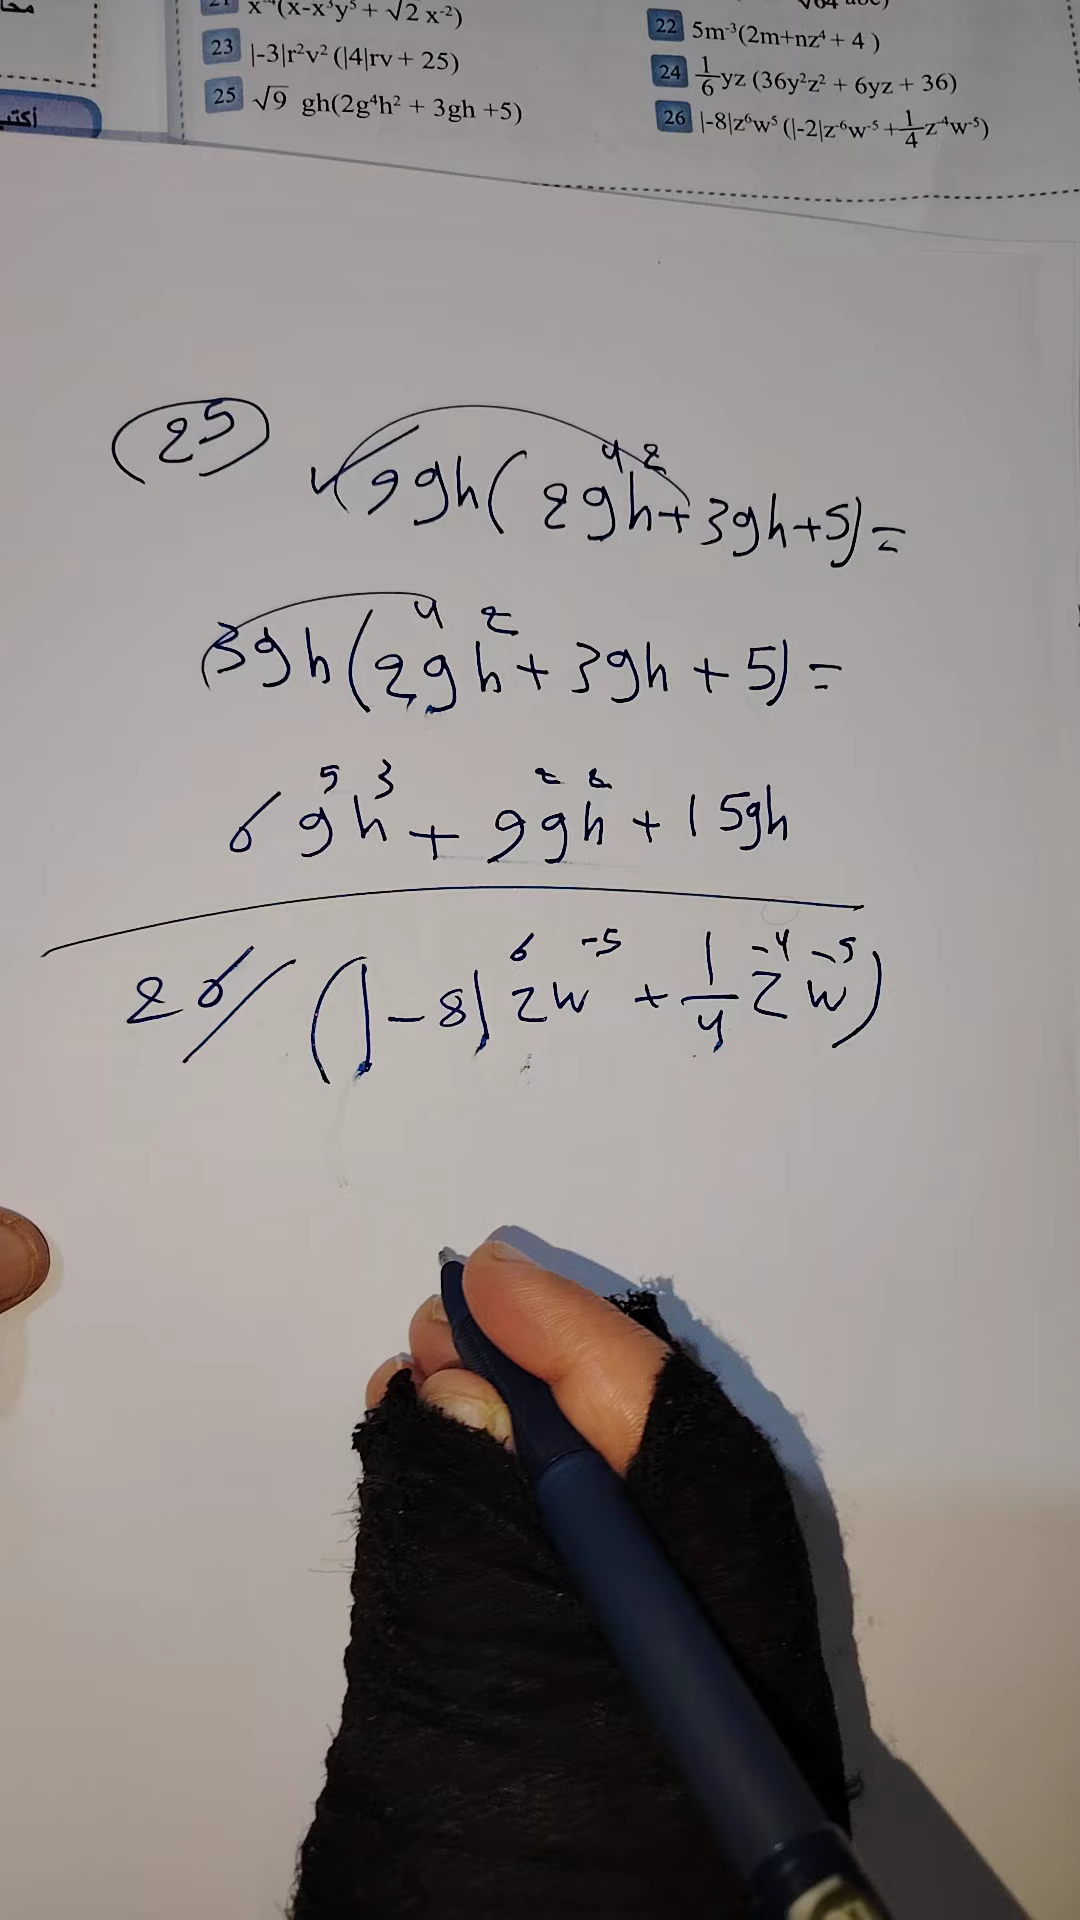 21 x⁻⁴(x-x³y⁵ + √2 x⁻²)
22 5m⁻³(2m+nz⁴ + 4 )
23 |-3|r²v² (|4|rv + 25)
24 1/6 yz (36y²z² + 6yz + 36)
25 √9 gh(2g⁴h² + 3gh +5)
26 |-8|z⁶w⁵ (|-2|z⁻⁶w⁻⁵ + 1/4 z⁻⁴w⁻⁵)
25 √9gh( 2g⁴h² + 3gh + 5) =
3gh(2g⁴h² + 3gh + 5) =
6g⁵h³ + 9g²h² + 15gh
26/ (|-8| z⁶w⁻⁵ + 1/4 z⁻⁴w⁻⁵)